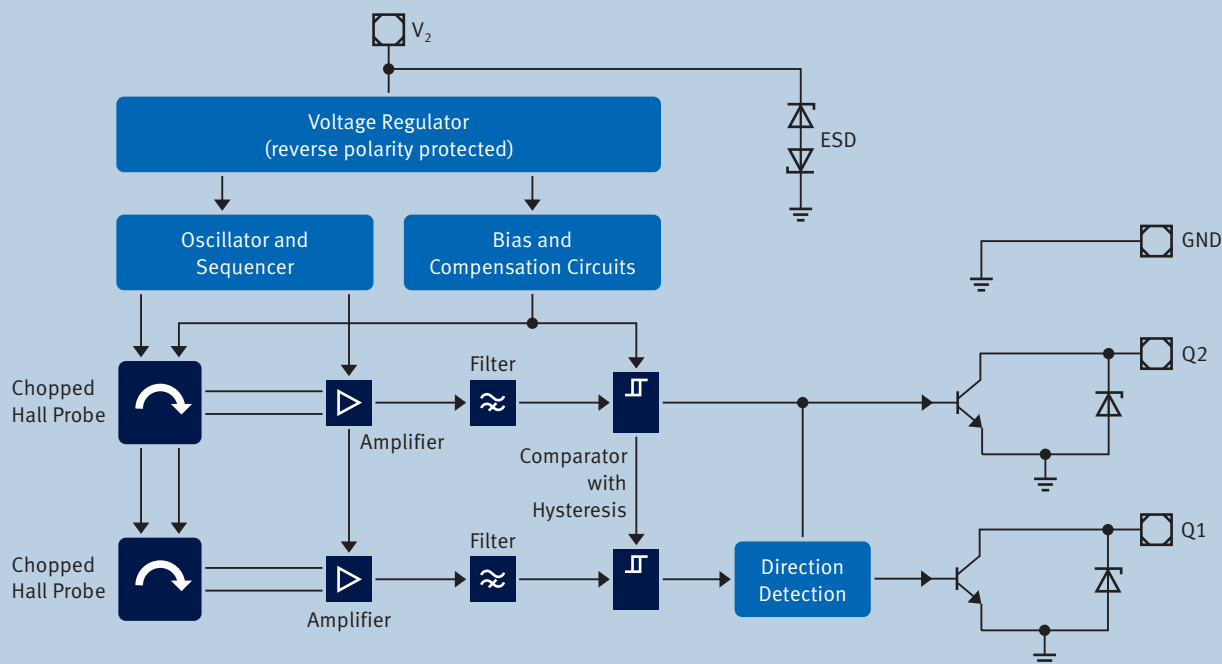 V₂
Voltage Regulator
(reverse polarity protected)
ESD
Oscillator and
Sequencer
Bias and
Compensation Circuits
GND
Chopped
Hall Probe
Amplifier
Filter
Comparator
with
Hysteresis
Q2
Chopped
Hall Probe
Amplifier
Filter
Direction
Detection
Q1